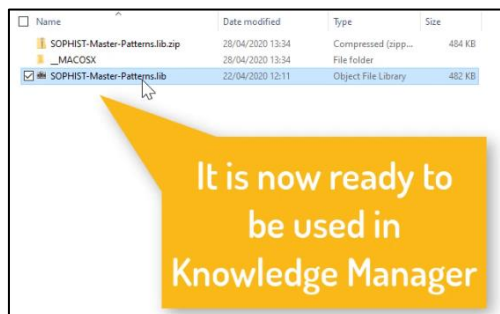 Name Date modified Type Size
SOPHIST-Master-Patterns.lib.zip 28/04/2020 13:34 Compressed (zipp... 484 KB
__MACOSX 28/04/2020 13:34 File folder
SOPHIST-Master-Patterns.lib 22/04/2020 12:11 Object File Library 482 KB
It is now ready to
be used in
Knowledge Manager